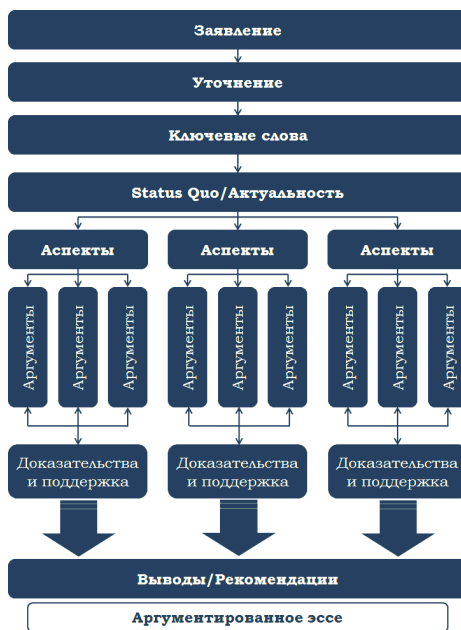 Заявление
Уточнение
Ключевые слова
Status Quo/Актуальность
Аспекты
Аспекты
Аспекты
Аргументы
Аргументы
Аргументы
Аргументы
Аргументы
Аргументы
Аргументы
Аргументы
Аргументы
Доказательства
и поддержка
Доказательства
и поддержка
Доказательства
и поддержка
Выводы/Рекомендации
Аргументированное эссе